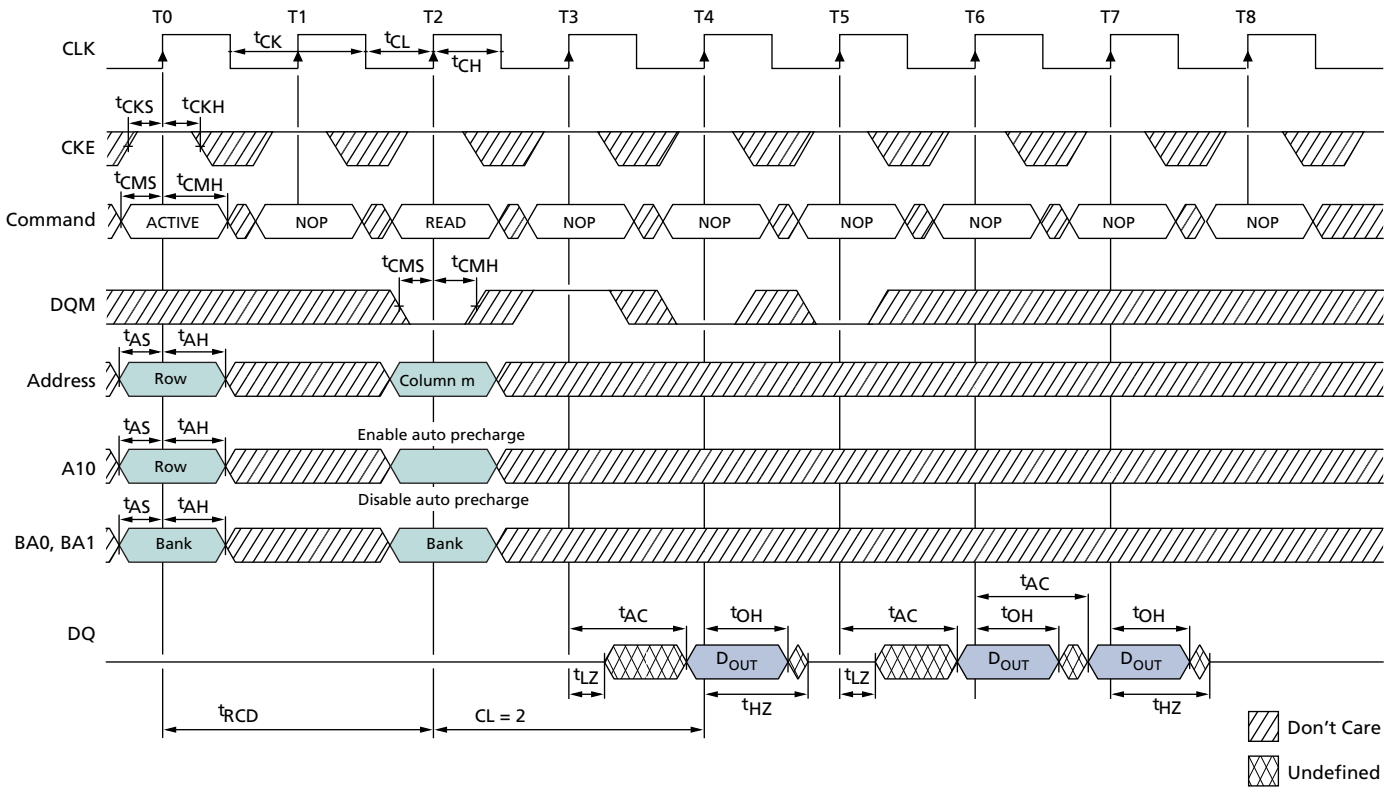 T0 T1 T2 T3 T4 T5 T6 T7 T8
CLK
tCK tCL
tCH
tCKS tCKH
CKE
tCMS tCMH
Command ACTIVE NOP READ NOP NOP NOP NOP NOP NOP
tCMS tCMH
DQM
tAS tAH
Address Row Column m
tAS tAH Enable auto precharge
A10 Row
Disable auto precharge
tAS tAH
BA0, BA1 Bank Bank
tAC
tAC tOH tAC tOH tOH
DQ
DOUT DOUT DOUT
tLZ tHZ tLZ tHZ
tRCD CL = 2
Don't Care
Undefined